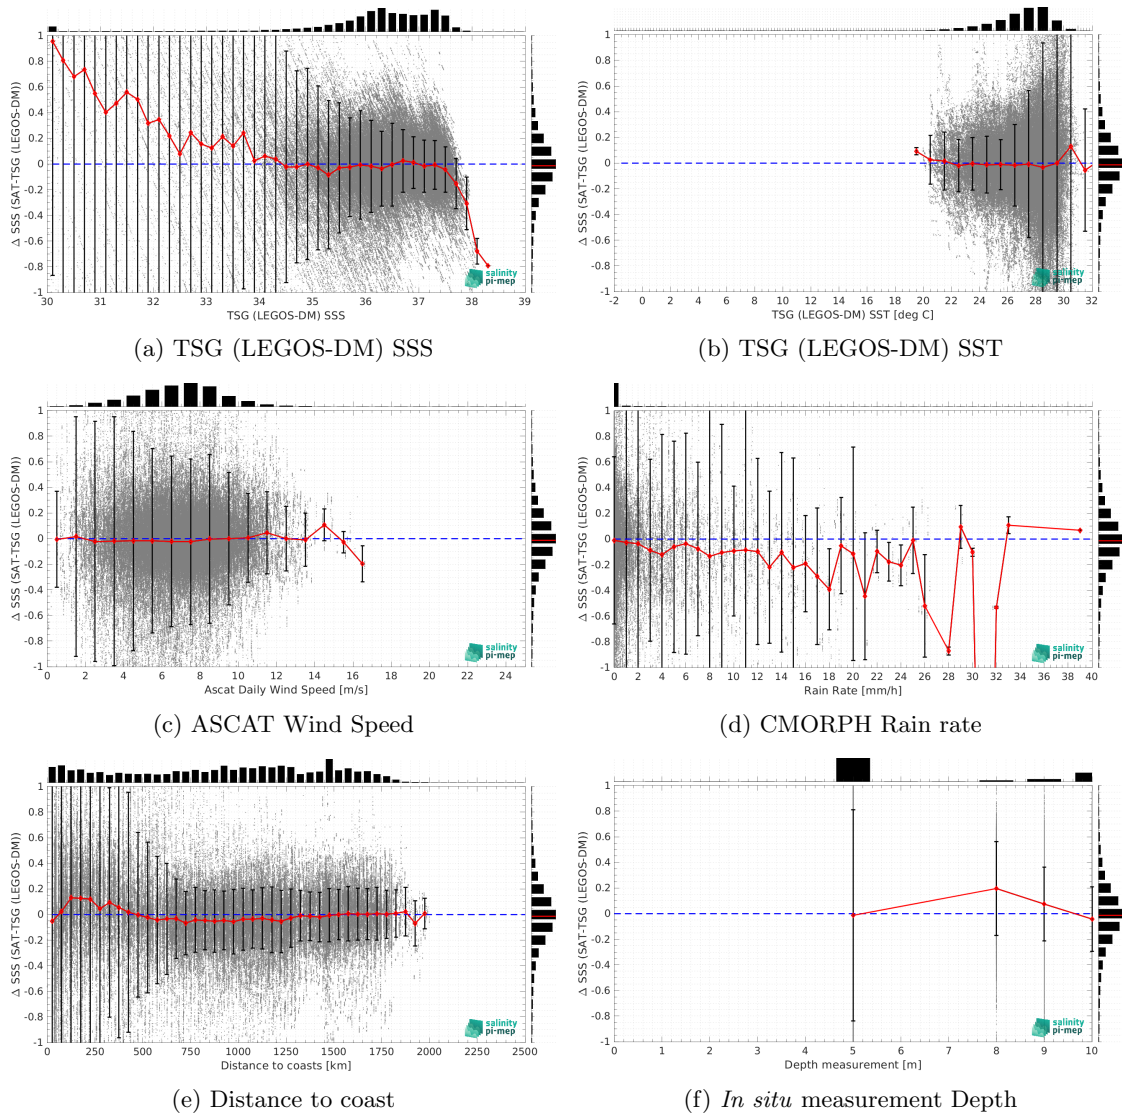 1
0.8
0.6
0.4
0.2
0
-0.2
-0.4
-0.6
-0.8
-1
Δ SSS (SAT-TSG (LEGOS-DM))
30 31 32 33 34 35 36 37 38 39
TSG (LEGOS-DM) SSS
salinity
pi-mep
(a) TSG (LEGOS-DM) SSS
1
0.8
0.6
0.4
0.2
0
-0.2
-0.4
-0.6
-0.8
-1
Δ SSS (SAT-TSG (LEGOS-DM))
-2 0 2 4 6 8 10 12 14 16 18 20 22 24 26 28 30 32
TSG (LEGOS-DM) SST [deg C]
salinity
pi-mep
(b) TSG (LEGOS-DM) SST
1
0.8
0.6
0.4
0.2
0
-0.2
-0.4
-0.6
-0.8
-1
Δ SSS (SAT-TSG (LEGOS-DM))
0 2 4 6 8 10 12 14 16 18 20 22 24
Ascat Daily Wind Speed [m/s]
salinity
pi-mep
(c) ASCAT Wind Speed
1
0.8
0.6
0.4
0.2
0
-0.2
-0.4
-0.6
-0.8
-1
Δ SSS (SAT-TSG (LEGOS-DM))
0 2 4 6 8 10 12 14 16 18 20 22 24 26 28 30 32 34 36 38 40
Rain Rate [mm/h]
salinity
pi-mep
(d) CMORPH Rain rate
1
0.8
0.6
0.4
0.2
0
-0.2
-0.4
-0.6
-0.8
-1
Δ SSS (SAT-TSG (LEGOS-DM))
0 250 500 750 1000 1250 1500 1750 2000 2250 2500
Distance to coasts [km]
salinity
pi-mep
(e) Distance to coast
1
0.8
0.6
0.4
0.2
0
-0.2
-0.4
-0.6
-0.8
-1
Δ SSS (SAT-TSG (LEGOS-DM))
0 1 2 3 4 5 6 7 8 9 10
Depth measurement [m]
salinity
pi-mep
(f) In situ measurement Depth